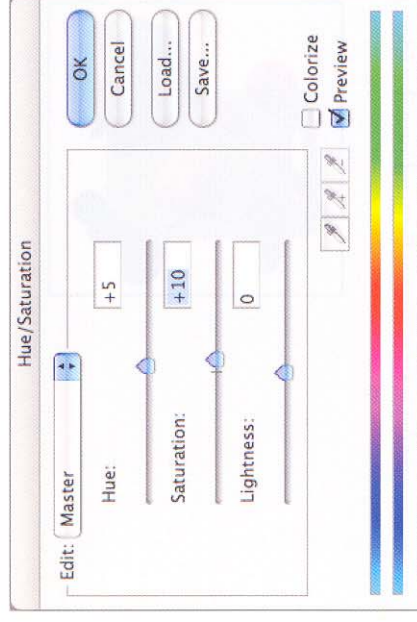 Hue/Saturation
Edit: Master
Hue: +5
Saturation: +10
Lightness: 0
OK
Cancel
Load...
Save...
Colorize
Preview